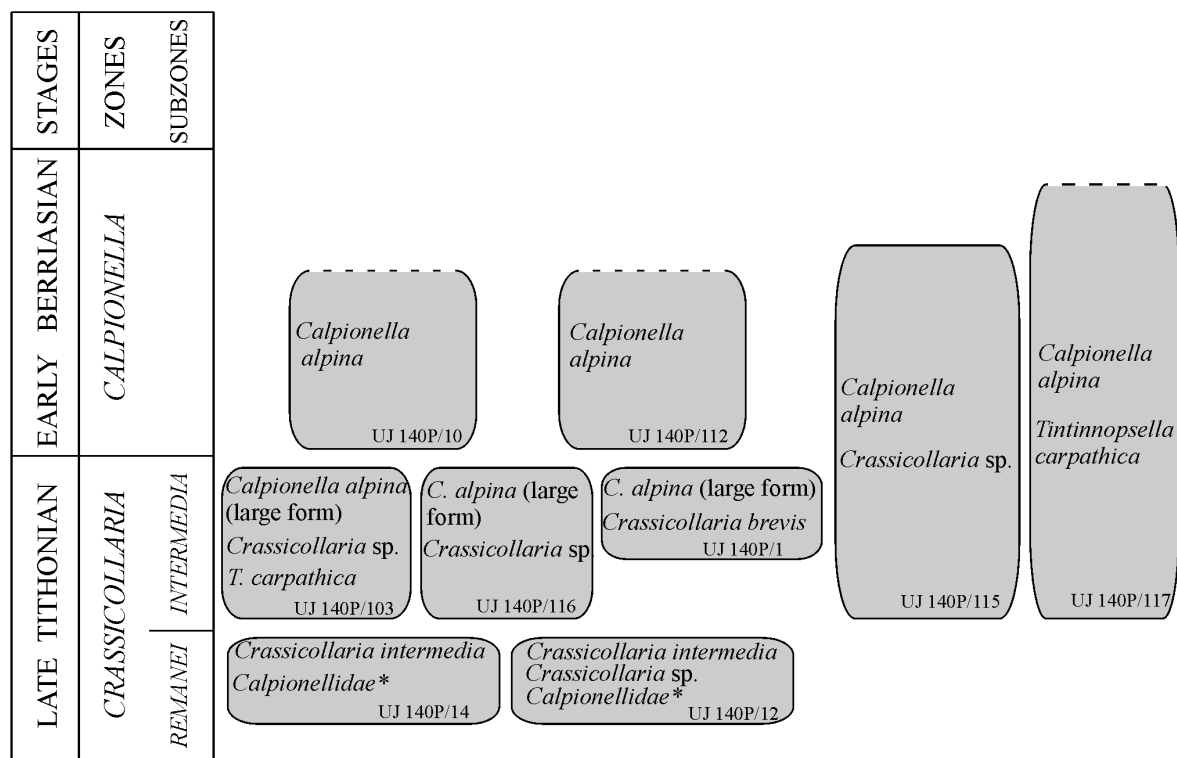 STAGES
ZONES
SUBZONES
EARLY BERRIASIAN
CALPIONELLA
LATE TITHONIAN
CRASSICOLLARIA
INTERMEDIA
REMANEI
Calpionella
alpina
UJ 140P/10
Calpionella
alpina
UJ 140P/112
Calpionella
alpina
Crassicollaria sp.
UJ 140P/115
Calpionella
alpina
Tintinnopsella
carpathica
UJ 140P/117
Calpionella alpina
(large form)
Crassicollaria sp.
T. carpathica
UJ 140P/103
C. alpina (large
form)
Crassicollaria sp
UJ 140P/116
C. alpina (large form)
Crassicollaria brevis
UJ 140P/1
Crassicollaria intermedia
Calpionellidae*
UJ 140P/14
Crassicollaria intermedia
Crassicollaria sp.
Calpionellidae*
UJ 140P/12